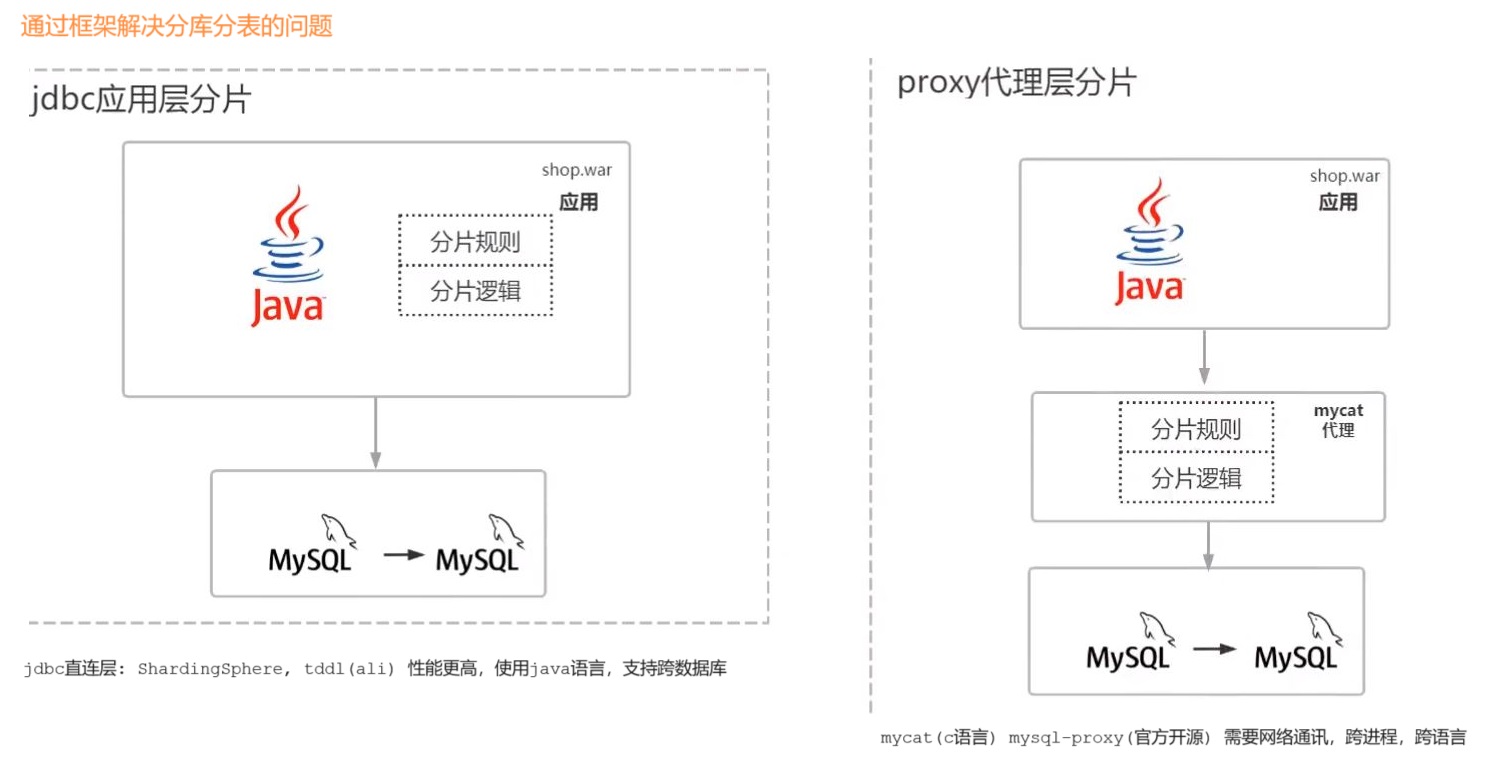 通过框架解决分库分表的问题
jdbc应用层分片
shop.war
应用
Java
分片规则
分片逻辑
MySQL
MySQL
jdbc直连层: ShardingSphere, tddl(ali) 性能更高，使用java语言，支持跨数据库
proxy代理层分片
shop.war
应用
Java
mycat
代理
分片规则
分片逻辑
MySQL
MySQL
mycat(c语言) mysql-proxy(官方开源) 需要网络通讯，跨进程，跨语言